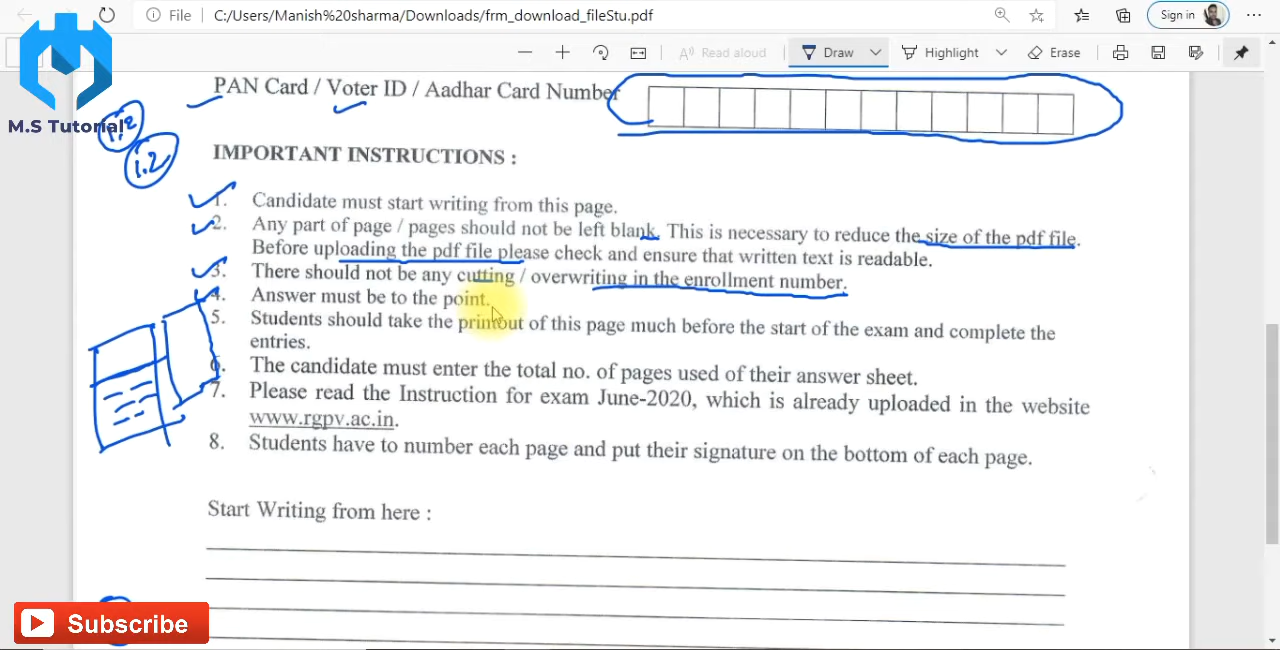 File C:/Users/Manish%20sharma/Downloads/frm_download_fileStu.pdf Sign in
Read aloud Draw Highlight Erase
PAN Card / Voter ID / Aadhar Card Number
M.S Tutorial
1.2
IMPORTANT INSTRUCTIONS :
1. Candidate must start writing from this page.
2. Any part of page / pages should not be left blank. This is necessary to reduce the size of the pdf file.
Before uploading the pdf file please check and ensure that written text is readable.
3. There should not be any cutting / overwriting in the enrollment number.
4. Answer must be to the point.
5. Students should take the printout of this page much before the start of the exam and complete the
entries.
6. The candidate must enter the total no. of pages used of their answer sheet.
7. Please read the Instruction for exam June-2020, which is already uploaded in the website
www.rgpv.ac.in.
8. Students have to number each page and put their signature on the bottom of each page.
Start Writing from here :
Subscribe